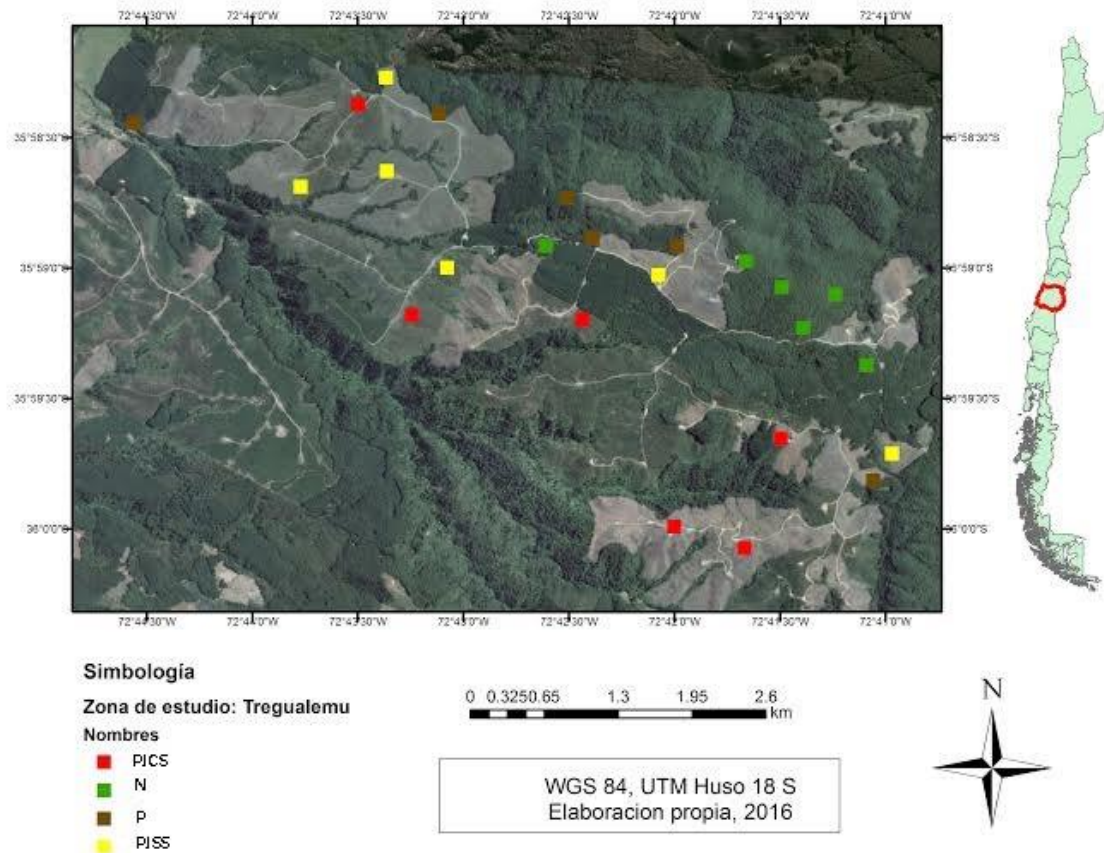 72°44'30"W 72°44'0"W 72°43'30"W 72°43'0"W 72°42'30"W 72°42'0"W 72°41'30"W 72°41'0"W
35°58'30"S 35°58'30"S
35°59'0"S 35°59'0"S
35°59'30"S 35°59'30"S
36°0'0"S 36°0'0"S
72°44'30"W 72°44'0"W 72°43'30"W 72°43'0"W 72°42'30"W 72°42'0"W 72°41'30"W 72°41'0"W
Simbología
Zona de estudio: Tregualemu
Nombres
PJCS
N
P
PJSS
0 0.3250.65 1.3 1.95 2.6
km
WGS 84, UTM Huso 18 S
Elaboracion propia, 2016
N